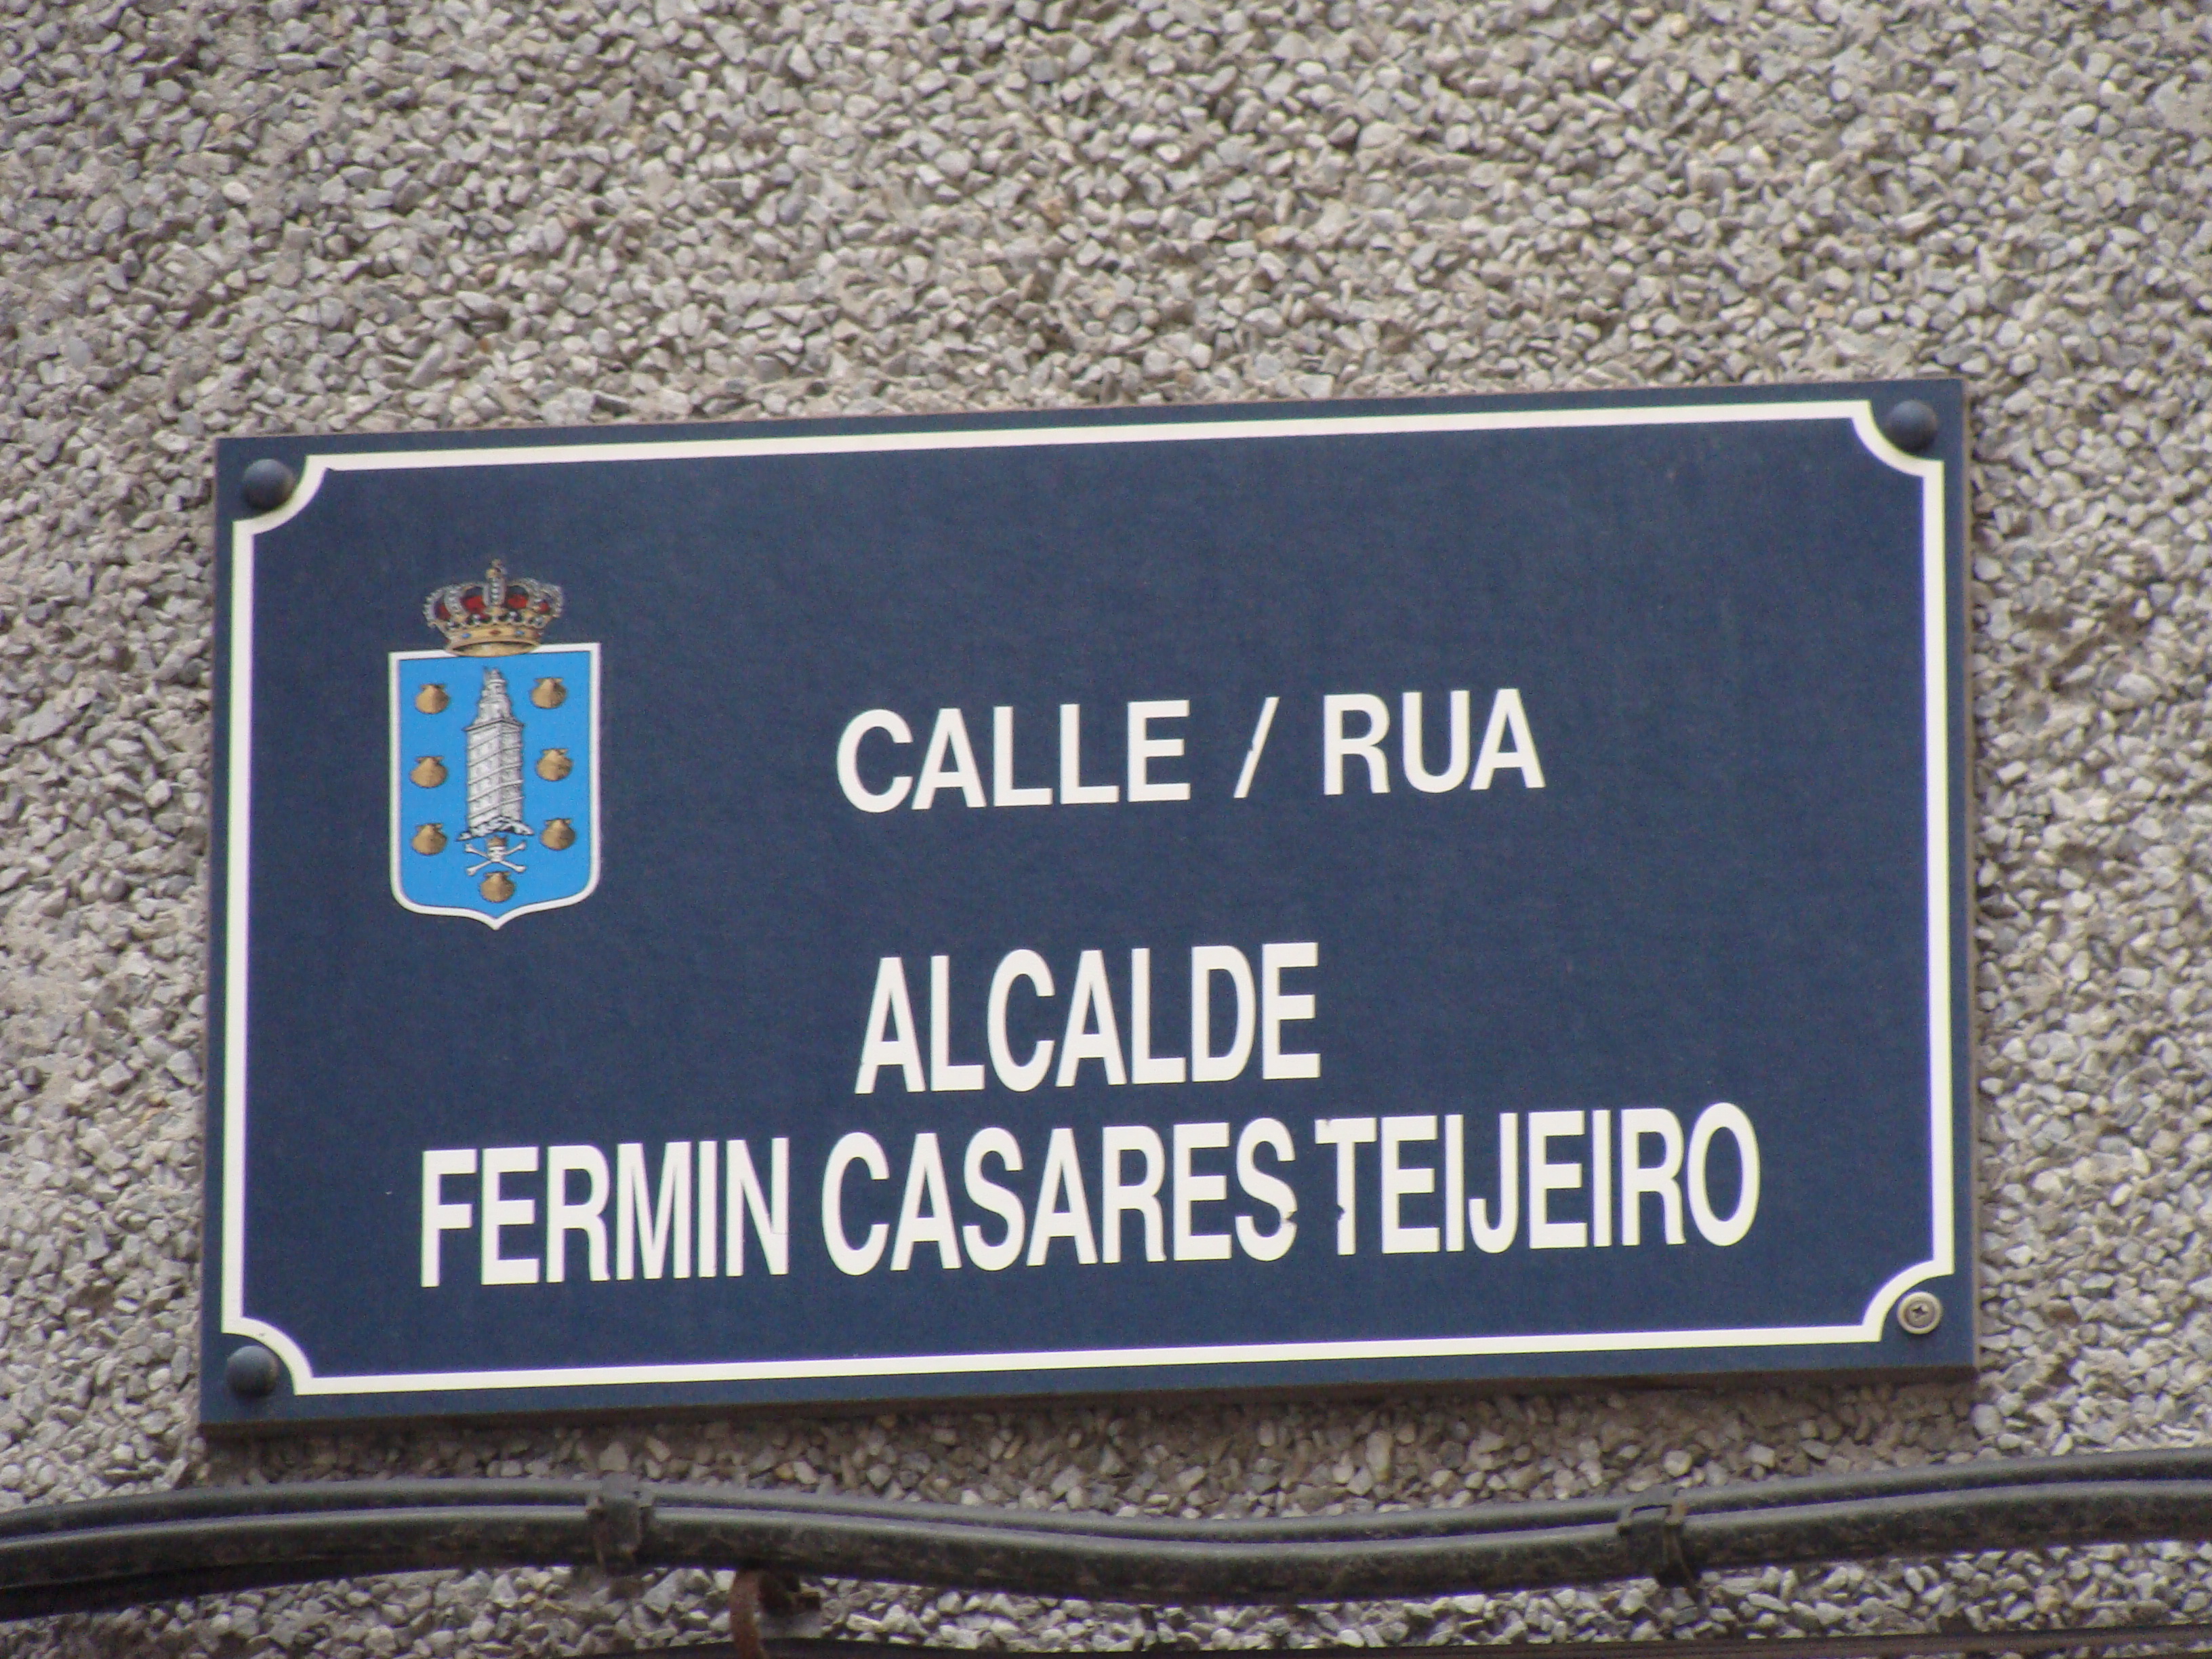 CALLE / RUA
ALCALDE
FERMIN CASARES TEIJEIRO